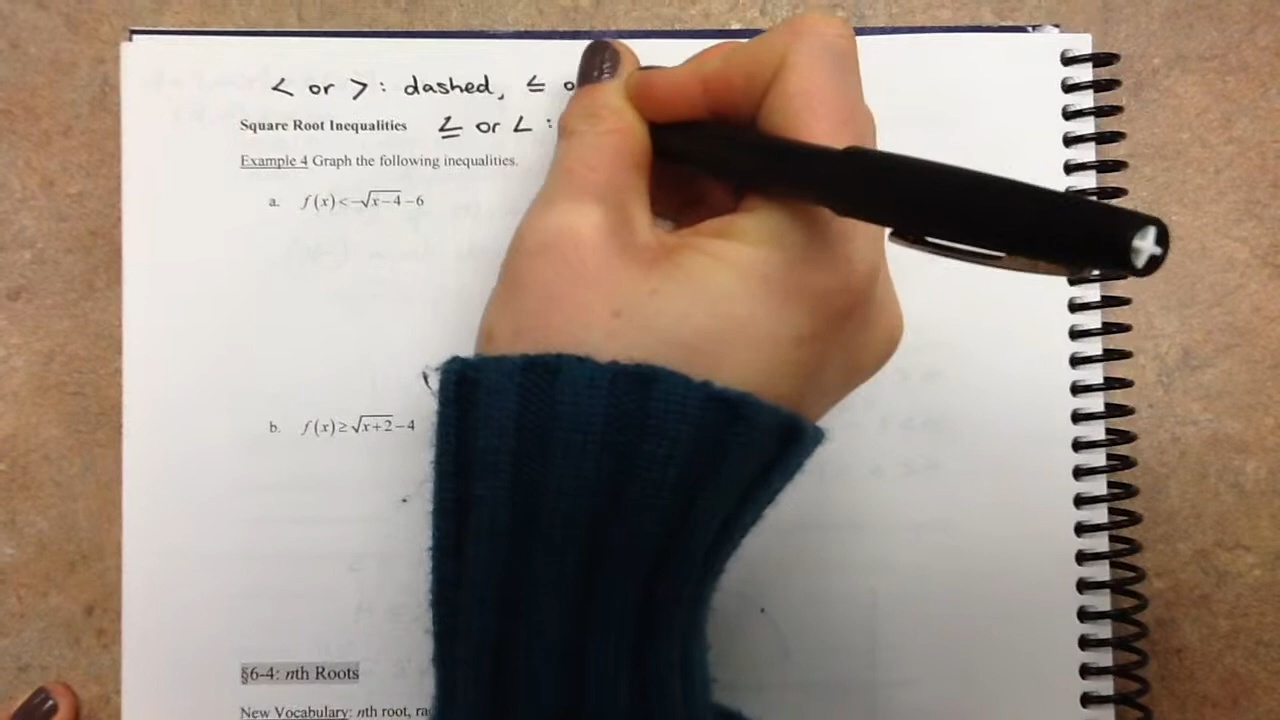 < or > : dashed, ≤ o
Square Root Inequalities ≤ or < :
Example 4 Graph the following inequalities.
a. f(x)<-√x-4-6
b. f(x)≥√x+2-4
§6-4: nth Roots
New Vocabulary: nth root, ra